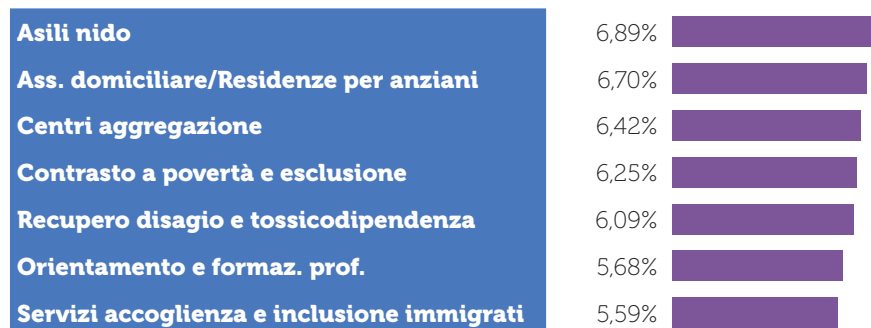 Asili nido 6,89%
Ass. domiciliare/Residenze per anziani 6,70%
Centri aggregazione 6,42%
Contrasto a povertà e esclusione 6,25%
Recupero disagio e tossicodipendenza 6,09%
Orientamento e formaz. prof. 5,68%
Servizi accoglienza e inclusione immigrati 5,59%